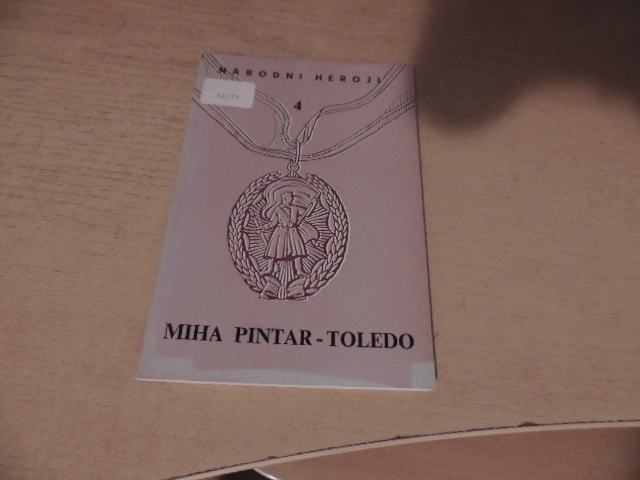 NARODNI HEROJI
4
MIHA PINTAR - TOLEDO